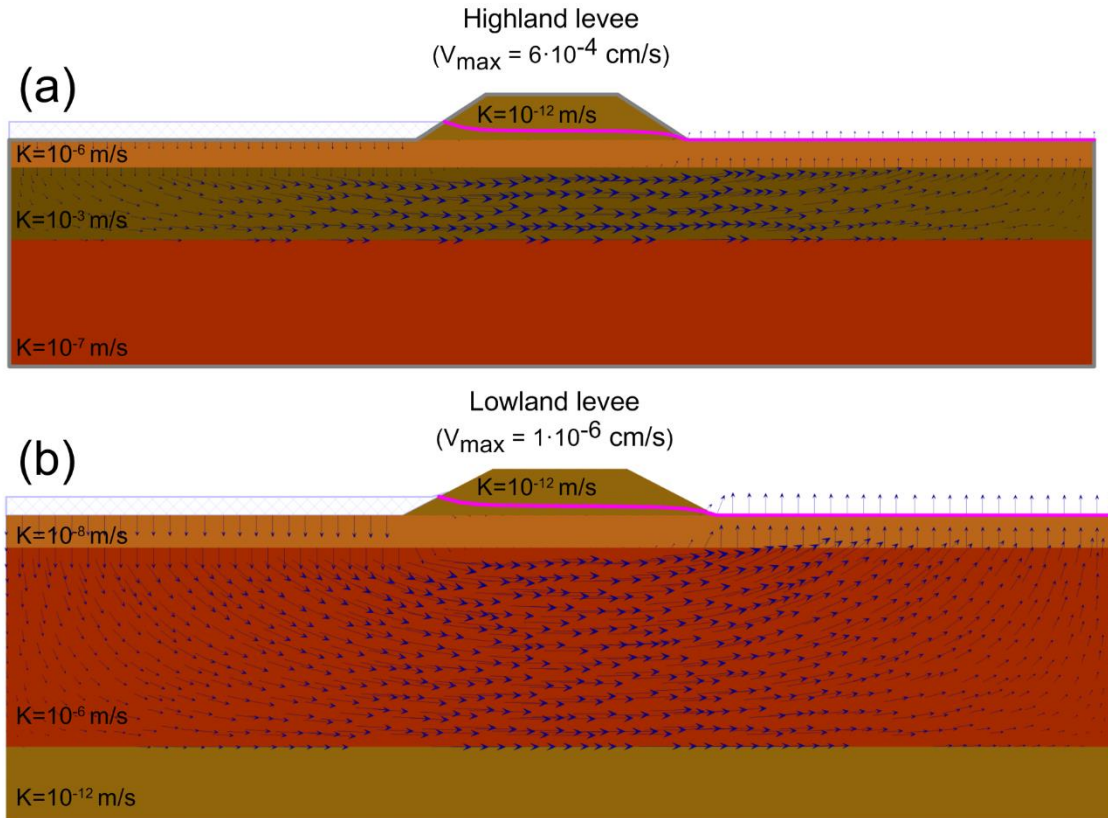 Highland levee
(Vmax = 6·10-4 cm/s)
(a)
K=10-12 m/s
K=10-6 m/s
K=10-3 m/s
K=10-7 m/s
Lowland levee
(Vmax = 1·10-6 cm/s)
(b)
K=10-12 m/s
K=10-8 m/s
K=10-6 m/s
K=10-12 m/s